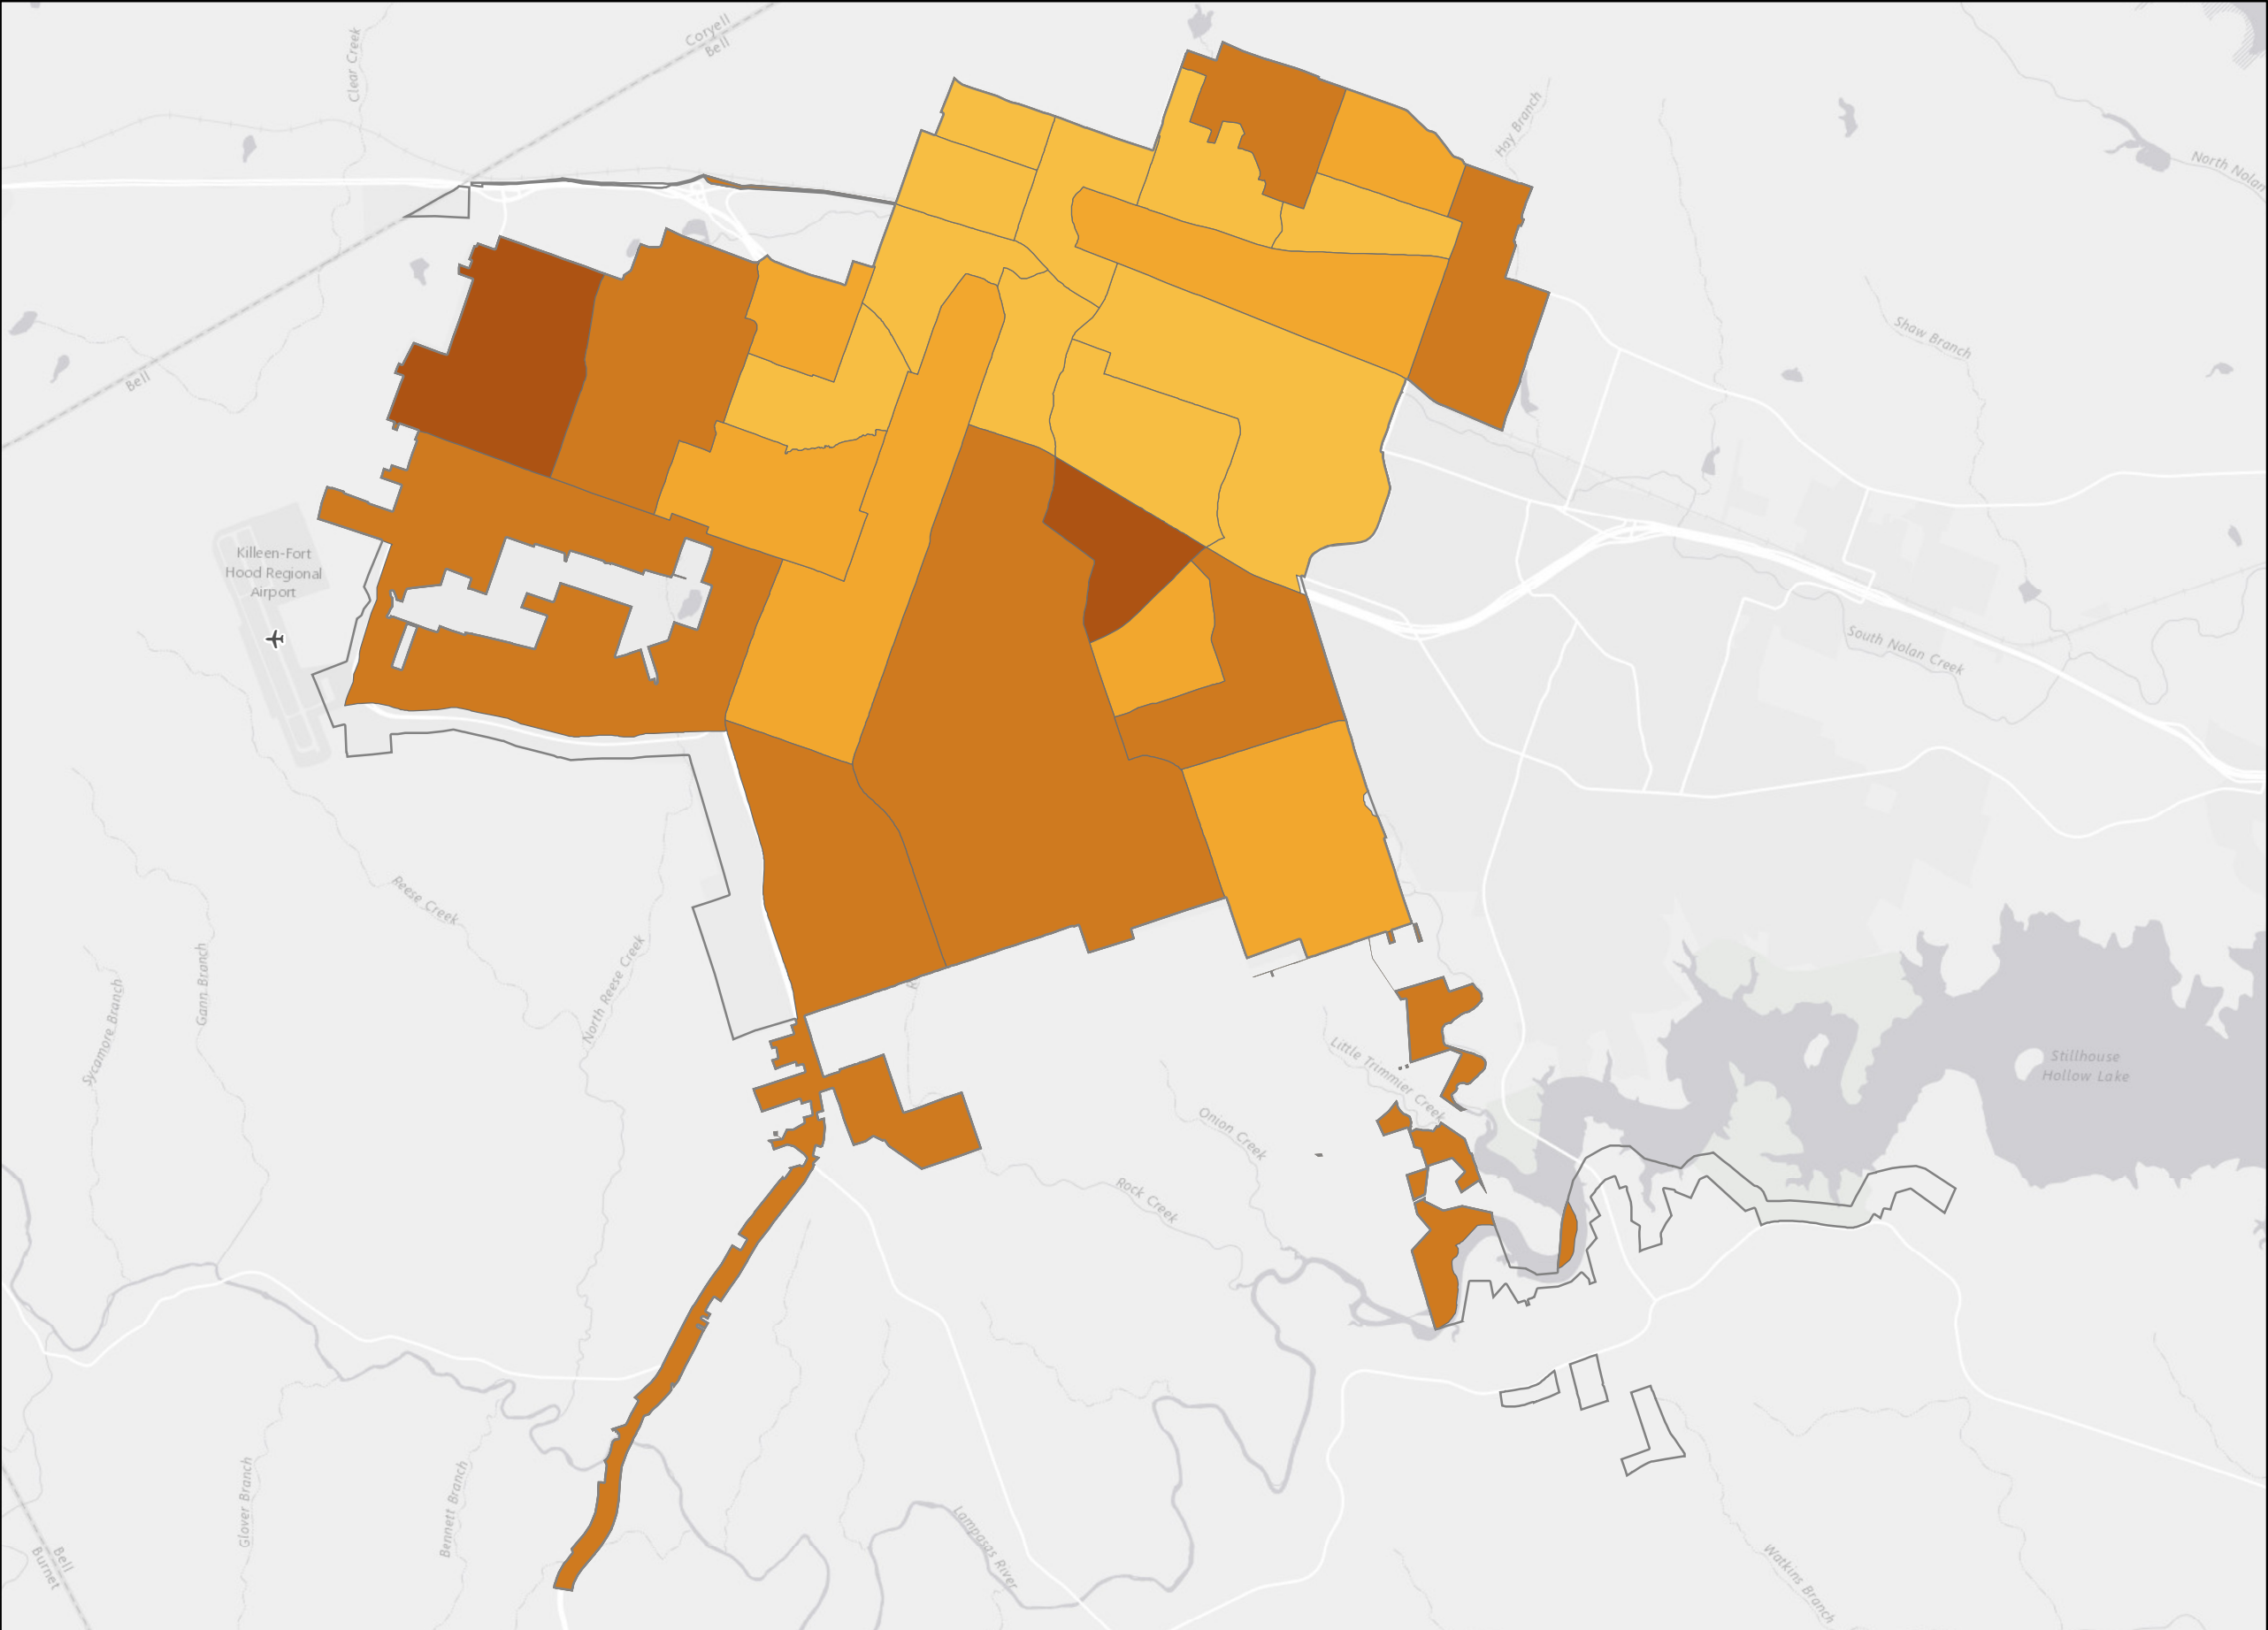 Coryell
Bell
Clear Creek
Hay Branch
North Nolan
Bell
Shaw Branch
Killeen-Fort
Hood Regional
Airport
South Nolan Creek
Reese Creek
Gann Branch
North Reese Creek
Sycamore Branch
Little Trimmier Creek
Stillhouse
Hollow Lake
Onion Creek
Rock Creek
Glover Branch
Bennett Branch
Lampasas River
Watkins Branch
Bell
Burnet